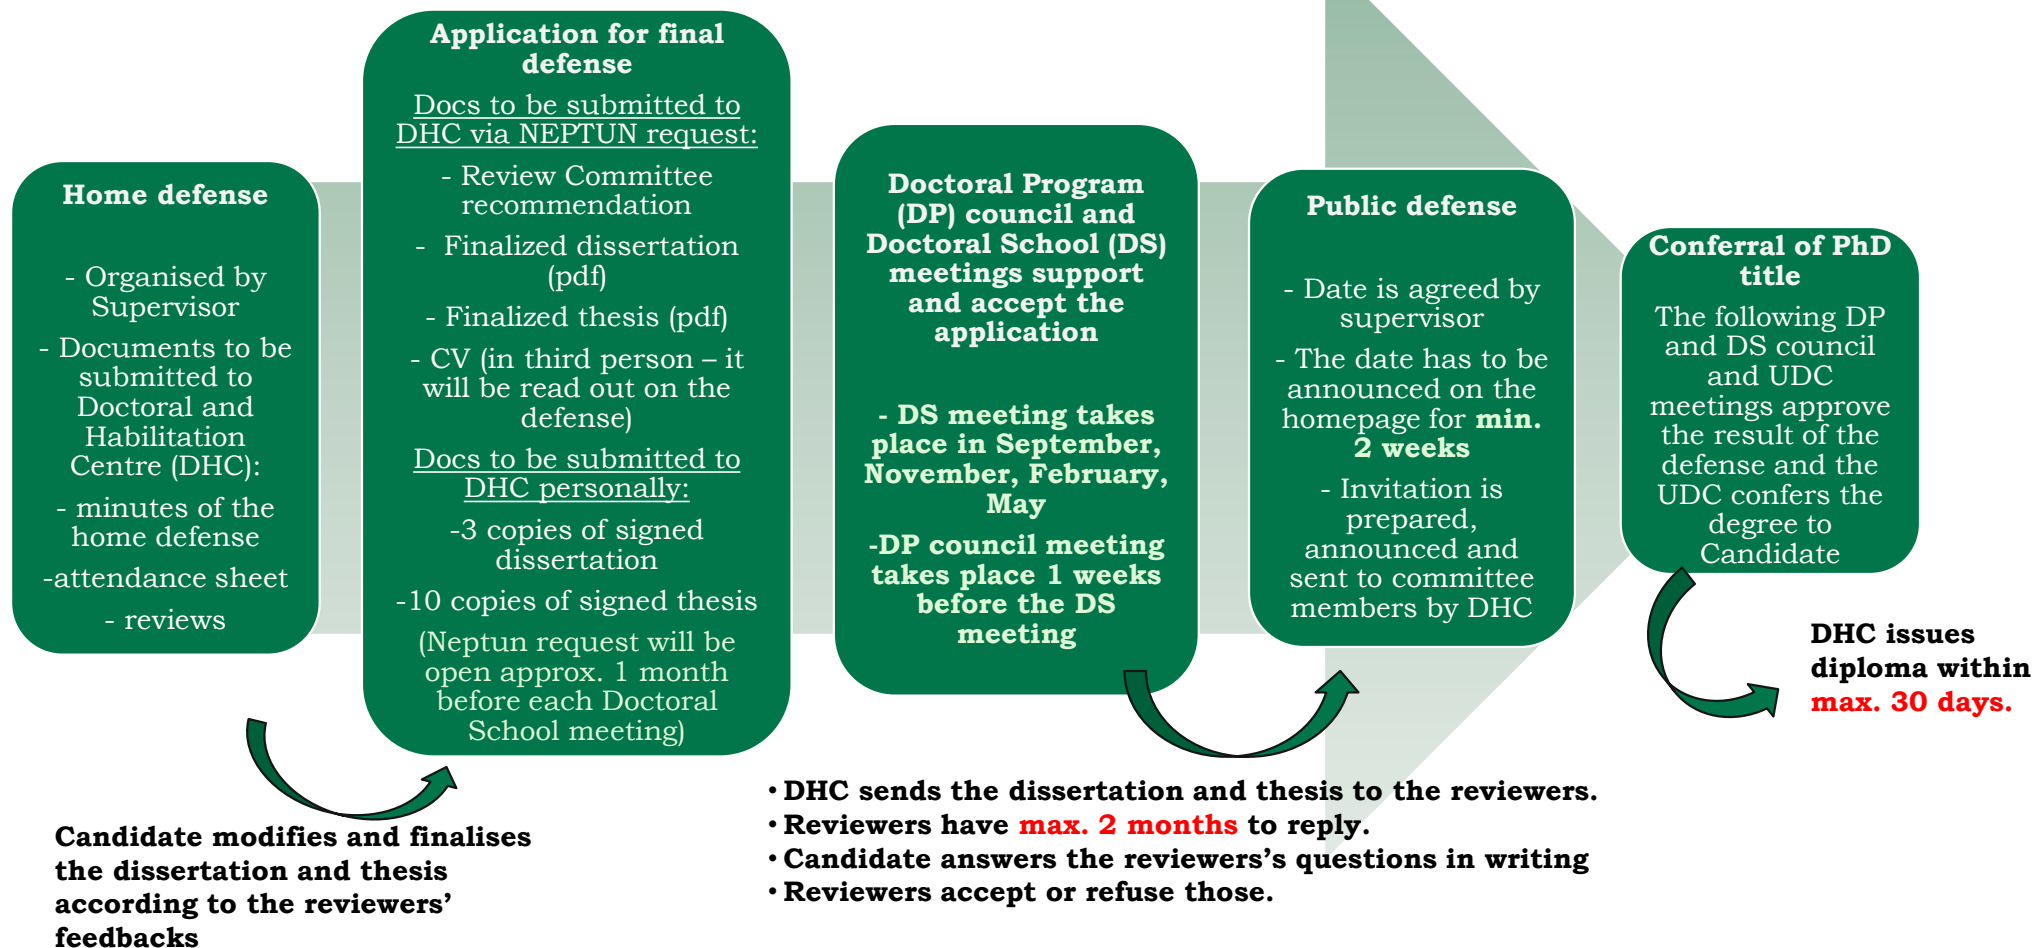 Home defense
- Organised by
Supervisor
- Documents to be
submitted to
Doctoral and
Habilitation
Centre (DHC):
- minutes of the
home defense
-attendance sheet
- reviews
Candidate modifies and finalises
the dissertation and thesis
according to the reviewers’
feedbacks
Application for final
defense
Docs to be submitted to
DHC via NEPTUN request:
- Review Committee
recommendation
- Finalized dissertation
(pdf)
- Finalized thesis (pdf)
- CV (in third person – it
will be read out on the
defense)
Docs to be submitted to
DHC personally:
-3 copies of signed
dissertation
-10 copies of signed thesis
(Neptun request will be
open approx. 1 month
before each Doctoral
School meeting)
Doctoral Program
(DP) council and
Doctoral School (DS)
meetings support
and accept the
application
- DS meeting takes
place in September,
November, February,
May
-DP council meeting
takes place 1 weeks
before the DS
meeting
• DHC sends the dissertation and thesis to the reviewers.
• Reviewers have max. 2 months to reply.
• Candidate answers the reviewers’s questions in writing
• Reviewers accept or refuse those.
Public defense
- Date is agreed by
supervisor
- The date has to be
announced on the
homepage for min.
2 weeks
- Invitation is
prepared,
announced and
sent to committee
members by DHC
Conferral of PhD
title
The following DP
and DS council
and UDC
meetings approve
the result of the
defense and the
UDC confers the
degree to
Candidate
DHC issues
diploma within
max. 30 days.